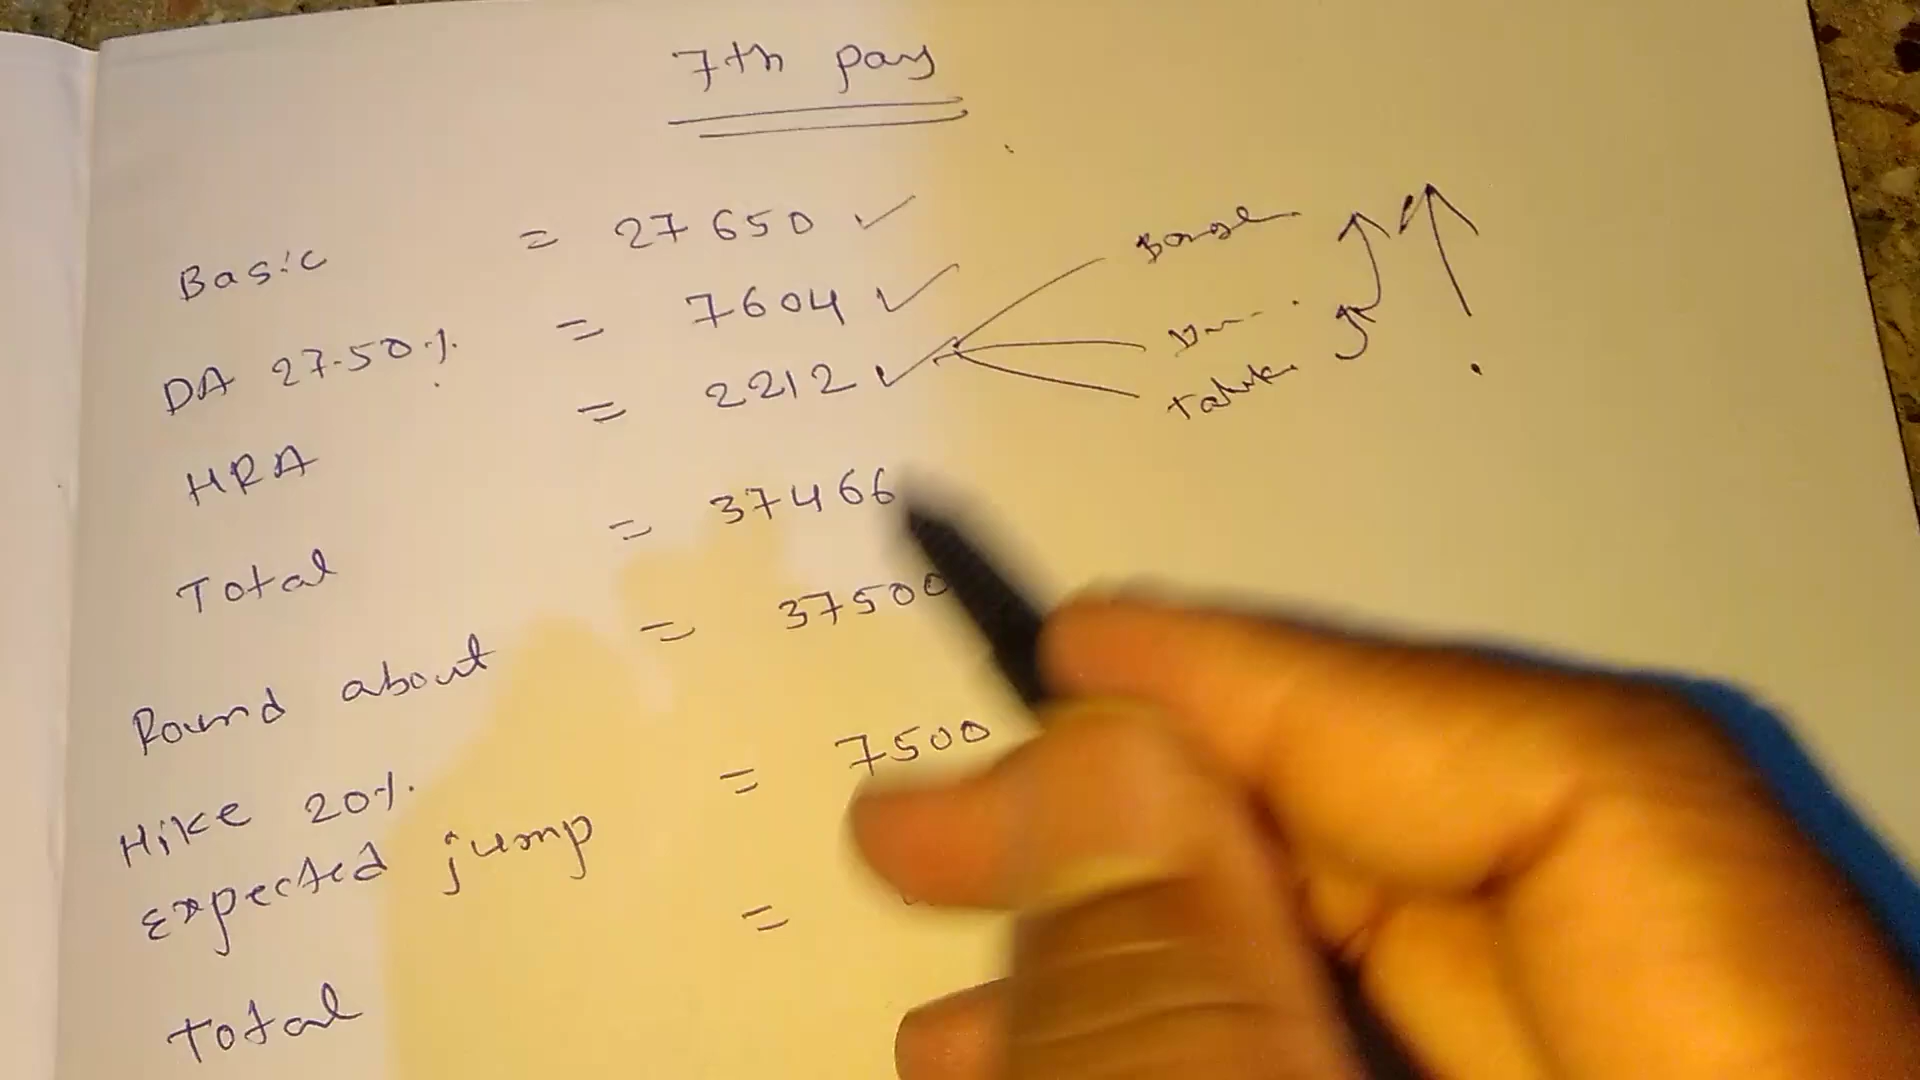 7th pay
Basic = 27650 ✓
DA 27.50% = 7604 ✓
HRA = 2212 ✓
Total = 37466
Round about = 37500
Hike 20%
expected jump = 7500
Total =